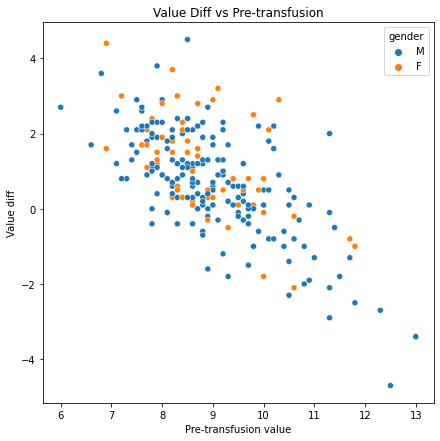 Value Diff vs Pre-transfusion
gender
M
F
Value diff
4
2
0
−2
−4
6 7 8 9 10 11 12 13
Pre-transfusion value